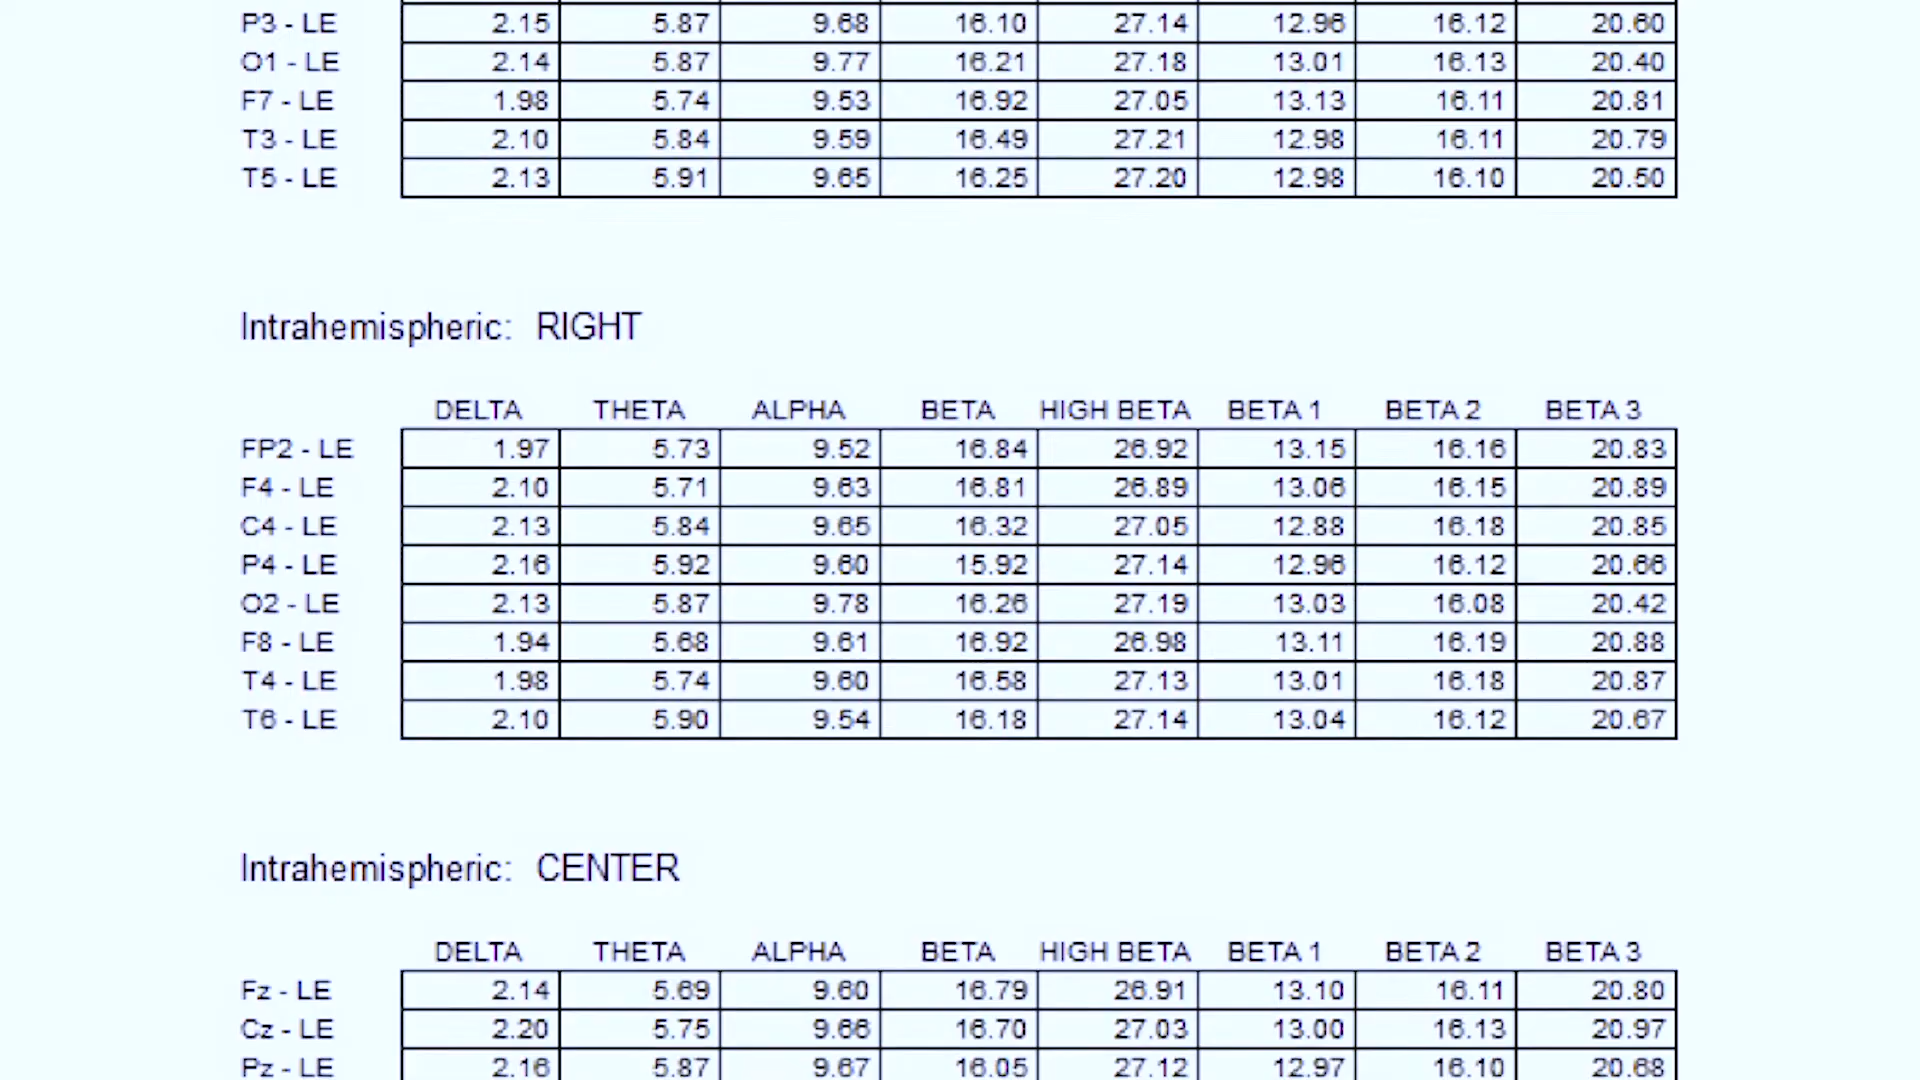 P3 - LE 2.15 5.87 9.68 16.10 27.14 12.96 16.12 20.60
O1 - LE 2.14 5.87 9.77 16.21 27.18 13.01 16.13 20.40
F7 - LE 1.98 5.74 9.53 16.92 27.05 13.13 16.11 20.81
T3 - LE 2.10 5.84 9.59 16.49 27.21 12.98 16.11 20.79
T5 - LE 2.13 5.91 9.65 16.25 27.20 12.98 16.10 20.50
Intrahemispheric: RIGHT
DELTA THETA ALPHA BETA HIGH BETA BETA 1 BETA 2 BETA 3
FP2 - LE 1.97 5.73 9.52 16.84 26.92 13.15 16.16 20.83
F4 - LE 2.10 5.71 9.63 16.81 26.89 13.06 16.15 20.89
C4 - LE 2.13 5.84 9.65 16.32 27.05 12.88 16.18 20.85
P4 - LE 2.16 5.92 9.60 15.92 27.14 12.96 16.12 20.66
O2 - LE 2.13 5.87 9.78 16.26 27.19 13.03 16.08 20.42
F8 - LE 1.94 5.68 9.61 16.92 26.98 13.11 16.19 20.88
T4 - LE 1.98 5.74 9.60 16.58 27.13 13.01 16.18 20.87
T6 - LE 2.10 5.90 9.54 16.18 27.14 13.04 16.12 20.67
Intrahemispheric: CENTER
DELTA THETA ALPHA BETA HIGH BETA BETA 1 BETA 2 BETA 3
Fz - LE 2.14 5.69 9.60 16.79 26.91 13.10 16.11 20.80
Cz - LE 2.20 5.75 9.66 16.70 27.03 13.00 16.13 20.97
Pz - LE 2.16 5.87 9.67 16.05 27.12 12.97 16.10 20.68